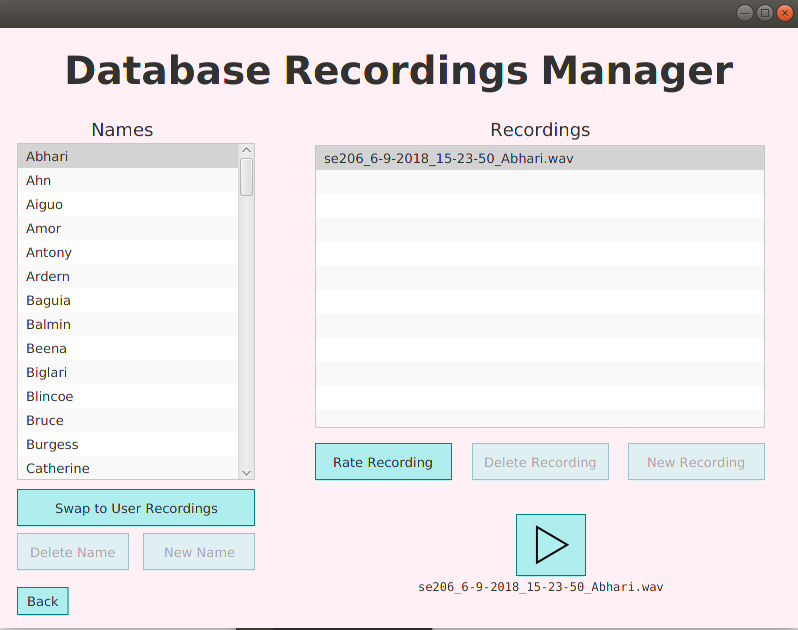 Database Recordings Manager
Names
Abhari
Ahn
Aiguo
Amor
Antony
Ardern
Baguia
Balmin
Beena
Biglari
Blincoe
Bruce
Burgess
Catherine
Swap to User Recordings
Delete Name
New Name
Back
Recordings
se206_6-9-2018_15-23-50_Abhari.wav
Rate Recording
Delete Recording
New Recording
se206_6-9-2018_15-23-50_Abhari.wav